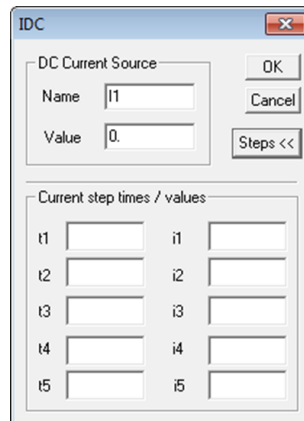 IDC
DC Current Source
Name I1
Value 0.
OK
Cancel
Steps <<
Current step times / values
t1 i1
t2 i2
t3 i3
t4 i4
t5 i5